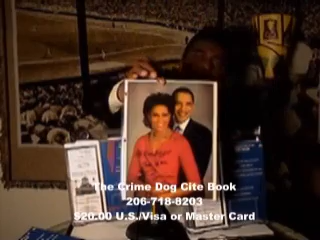 The Crime Dog Cite Book
206-718-8203
$20.00 U.S./Visa or Master Card